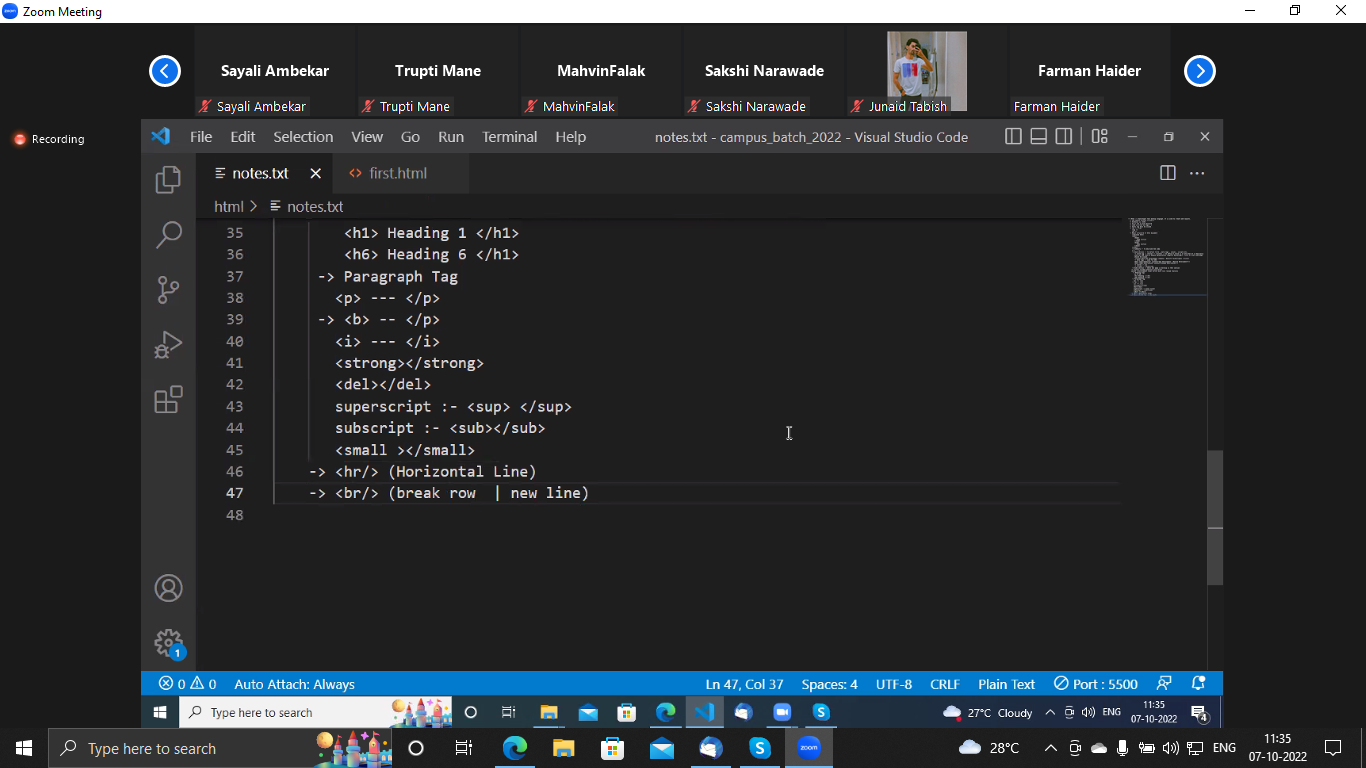 Zoom Meeting
Sayali Ambekar
Trupti Mane
MahvinFalak
Sakshi Narawade
Farman Haider
Sayali Ambekar
Trupti Mane
MahvinFalak
Sakshi Narawade
Junaid Tabish
Farman Haider
Recording
File Edit Selection View Go Run Terminal Help notes.txt - campus_batch_2022 - Visual Studio Code
notes.txt first.html
html > notes.txt
35 <h1> Heading 1 </h1>
36 <h6> Heading 6 </h1>
37 -> Paragraph Tag
38 <p> --- </p>
39 -> <b> -- </p>
40 <i> --- </i>
41 <strong></strong>
42 <del></del>
43 superscript :- <sup> </sup>
44 subscript :- <sub></sub>
45 <small ></small>
46 -> <hr/> (Horizontal Line)
47 -> <br/> (break row | new line)
48
1
0 0 Auto Attach: Always Ln 47, Col 37 Spaces: 4 UTF-8 CRLF Plain Text Port : 5500
Type here to search 27°C Cloudy ENG 11:35
07-10-2022 4
Type here to search zoom 28°C ENG 11:35
07-10-2022